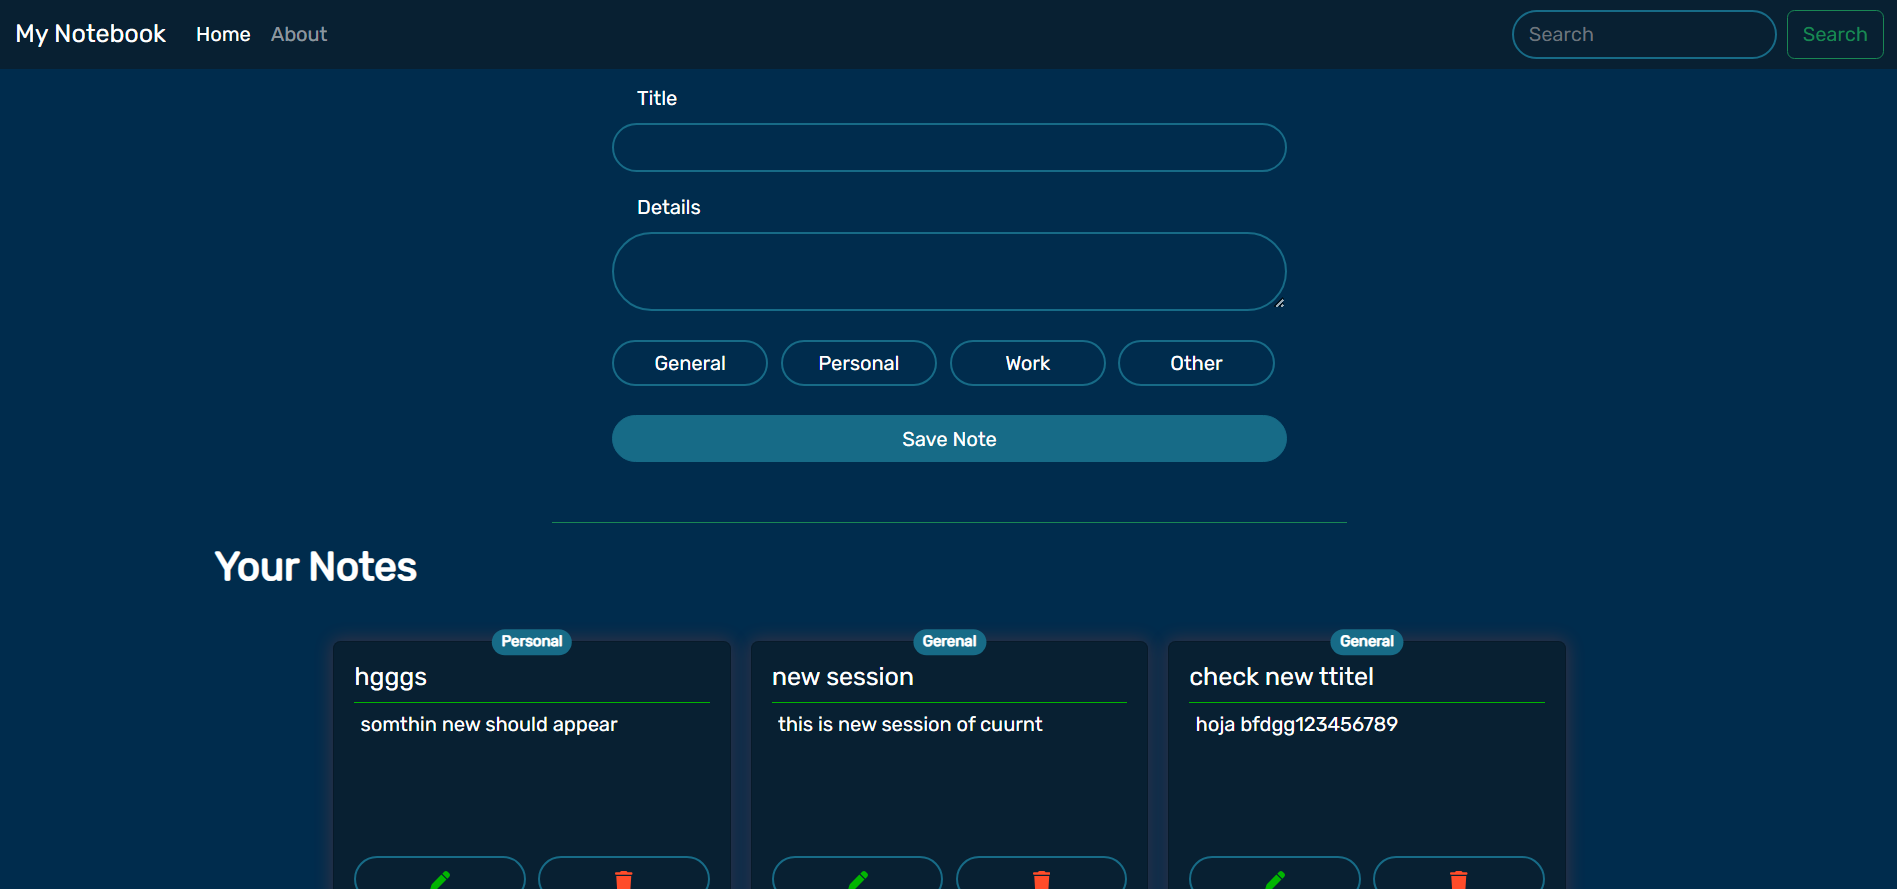 My Notebook Home About Search Search
Title
Details
General Personal Work Other
Save Note
Your Notes
Personal Gerenal General
hgggs new session check new ttitel
somthin new should appear this is new session of cuurnt hoja bfdgg123456789